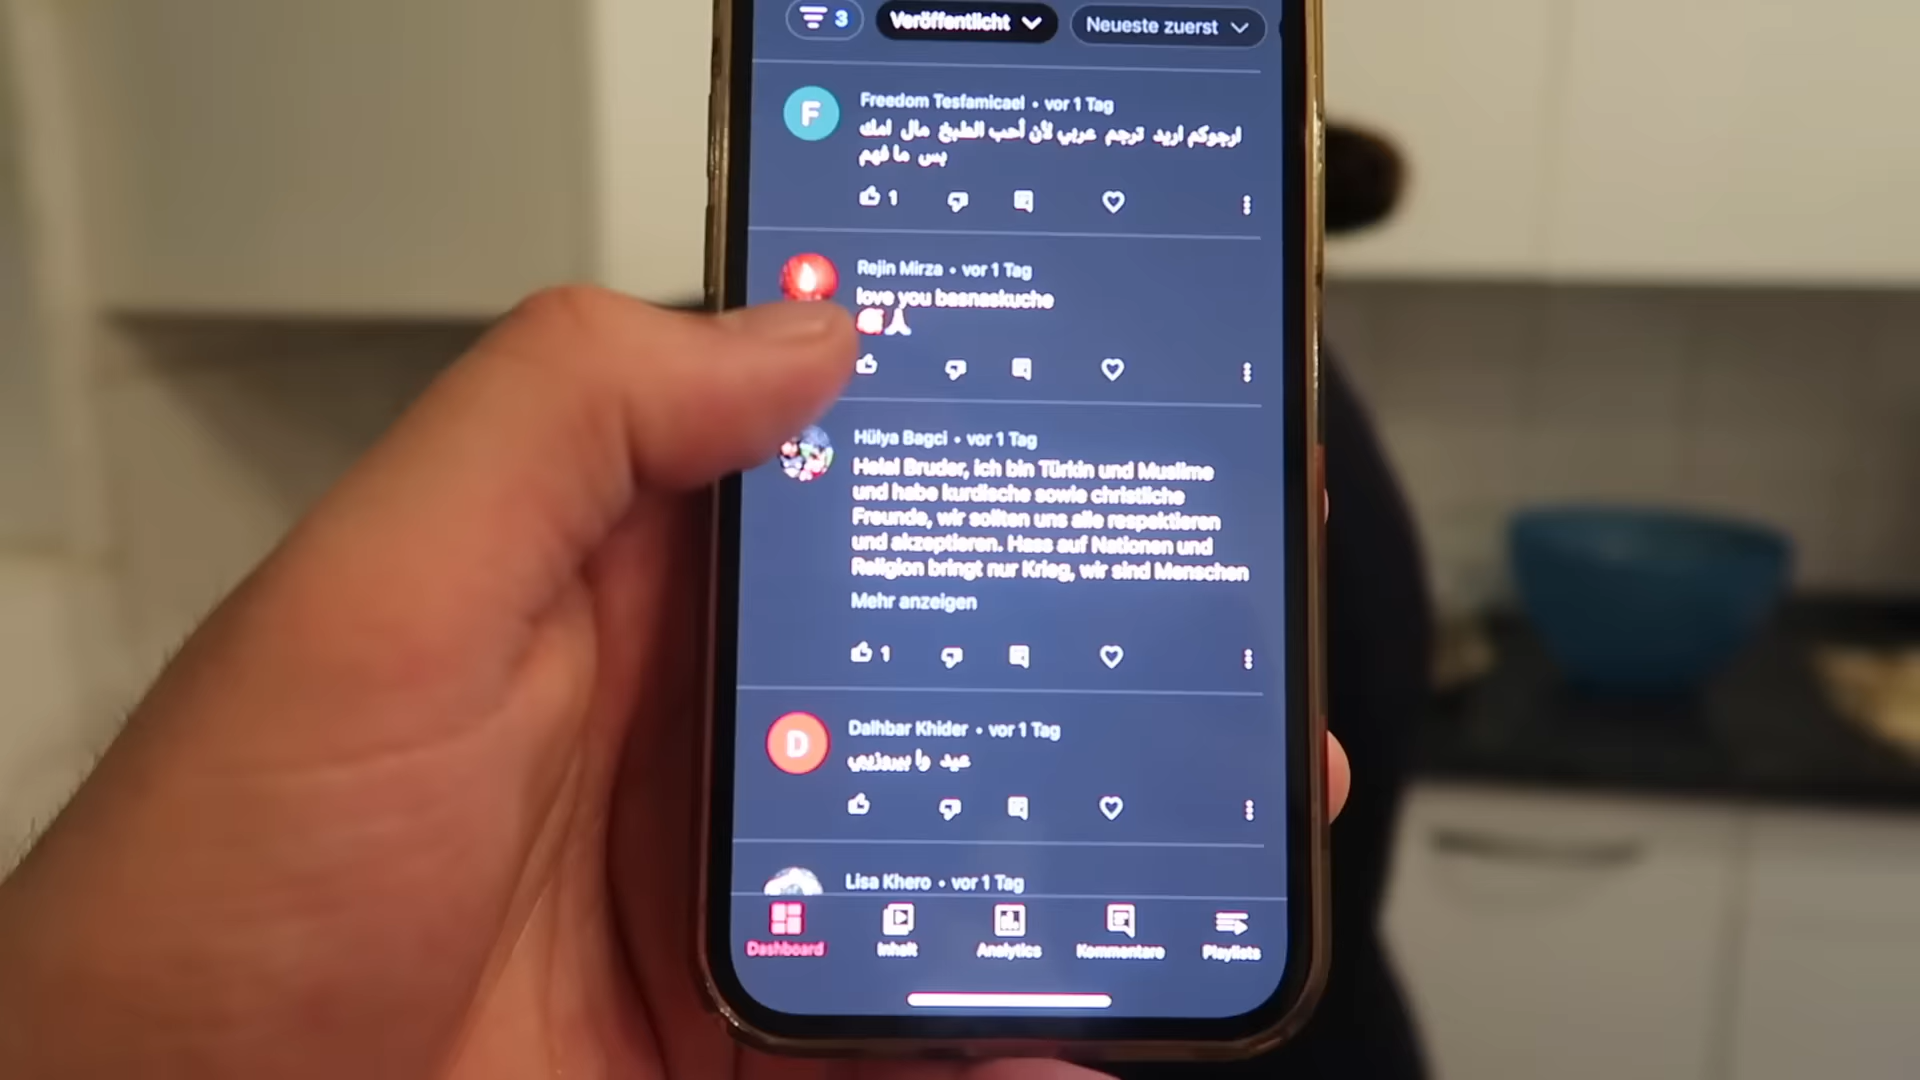 3 Veröffentlicht Neueste zuerst
F Freedom Tesfamicael • vor 1 Tag
ارجوكم اريد ترجم عربي لأن أحب الطبخ مال امك
بس ما فهم
1
Rejin Mirza • vor 1 Tag
love you basnaskuche
Hülya Bagci • vor 1 Tag
Helal Bruder, ich bin Türkin und Muslime
und habe kurdische sowie christliche
Freunde, wir sollten uns alle respektieren
und akzeptieren. Hass auf Nationen und
Religion bringt nur Krieg, wir sind Menschen
Mehr anzeigen
1
D Dalhbar Khider • vor 1 Tag
عيد وا بيروزبي
Lisa Khero • vor 1 Tag
Dashboard Inhalt Analytics Kommentare Playlists